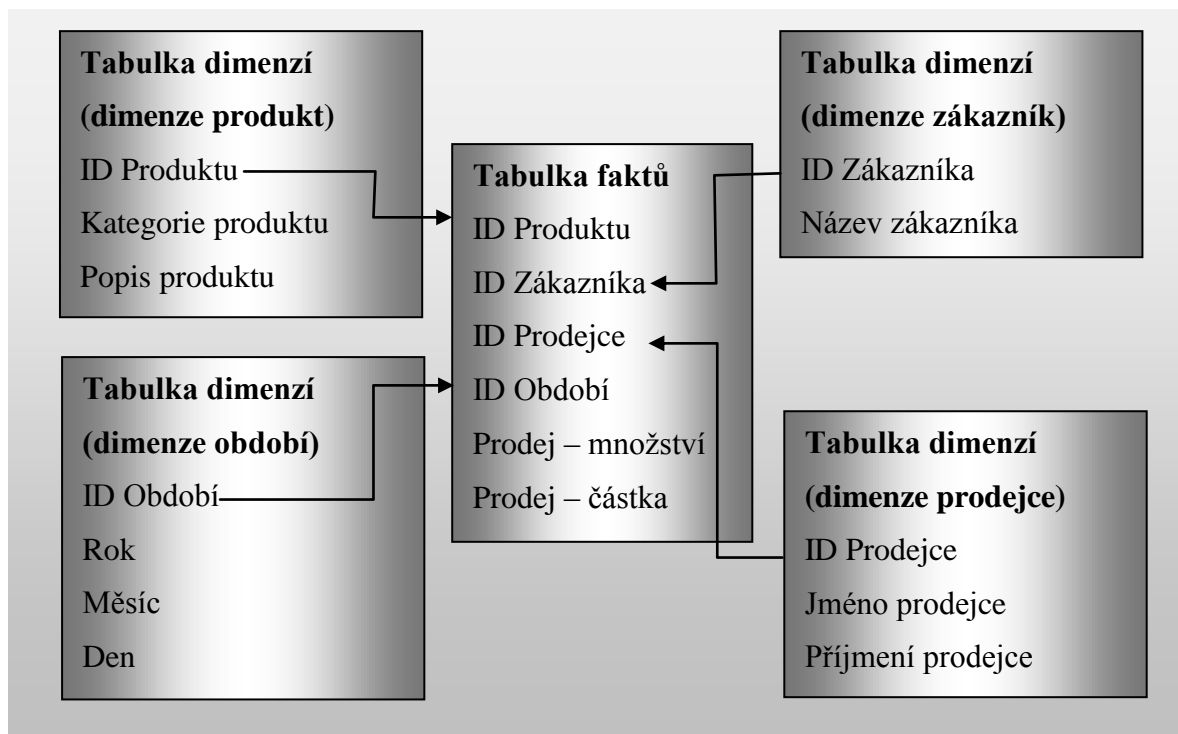 Tabulka dimenzí
(dimenze produkt)
ID Produktu
Kategorie produktu
Popis produktu
Tabulka dimenzí
(dimenze období)
ID Období
Rok
Měsíc
Den
Tabulka faktů
ID Produktu
ID Zákazníka
ID Prodejce
ID Období
Prodej – množství
Prodej – částka
Tabulka dimenzí
(dimenze zákazník)
ID Zákazníka
Název zákazníka
Tabulka dimenzí
(dimenze prodejce)
ID Prodejce
Jméno prodejce
Příjmení prodejce